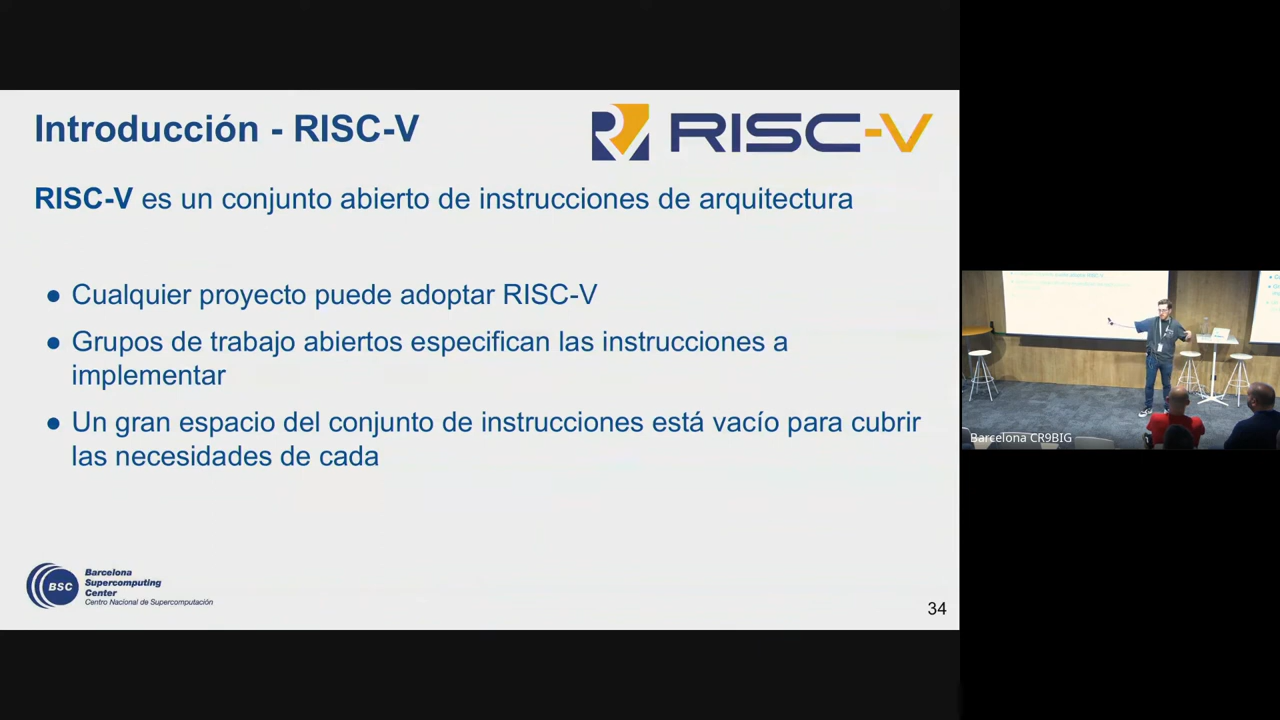 Introducción - RISC-V
RISC-V
RISC-V es un conjunto abierto de instrucciones de arquitectura
● Cualquier proyecto puede adoptar RISC-V
● Grupos de trabajo abiertos especifican las instrucciones a
implementar
● Un gran espacio del conjunto de instrucciones está vacío para cubrir
las necesidades de cada
BSC
Barcelona
Supercomputing
Center
Centro Nacional de Supercomputación
34
Barcelona CR9BIG